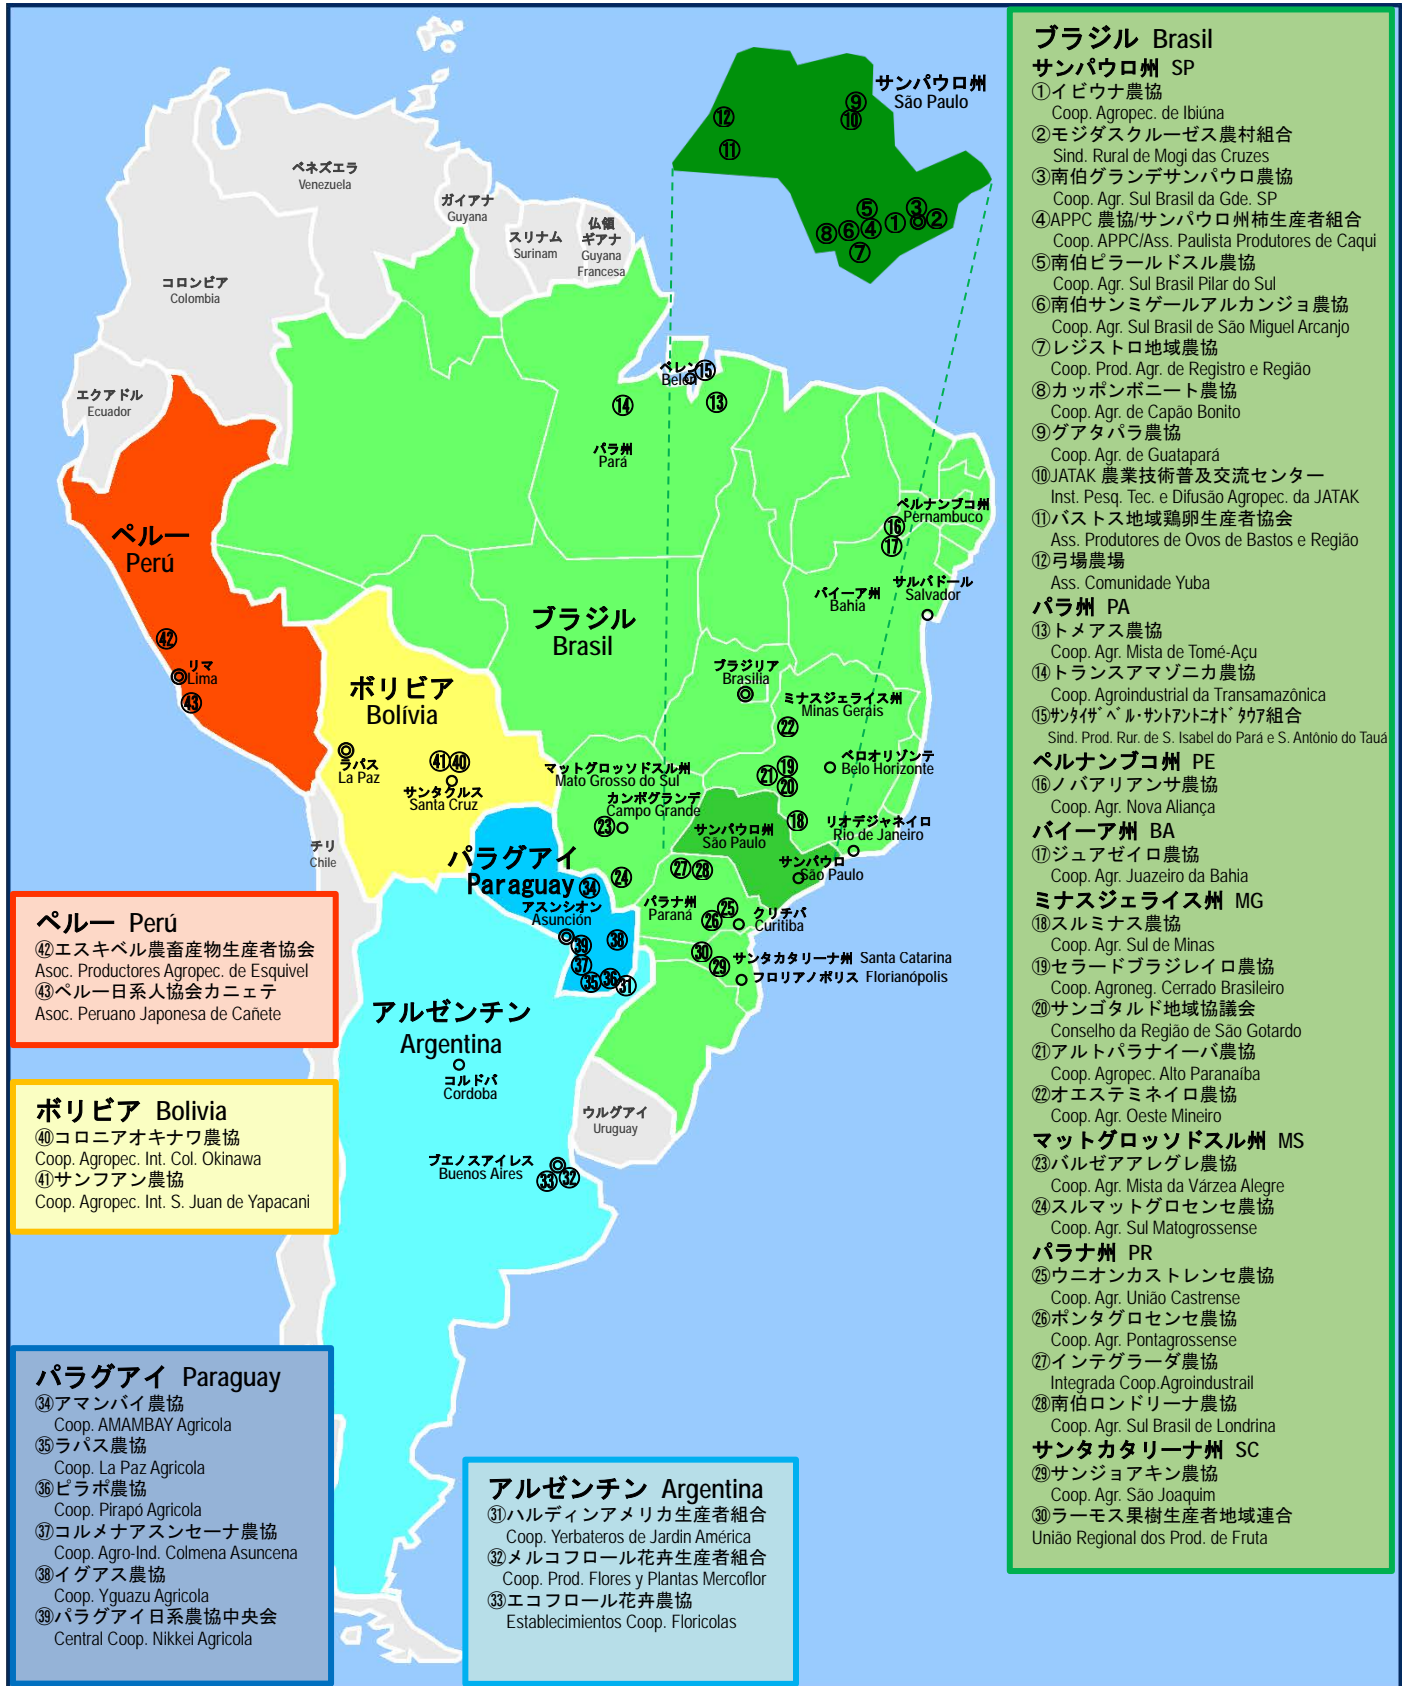 サンパウロ州
São Paulo
⑨
⑩
⑫
⑪
⑤
③
②
①
④
⑥
⑧
⑦
ベネズエラ
Venezuela
ガイアナ
Guyana
スリナム
Surinam
仏領
ギアナ
Guyana
Francesa
コロンビア
Colombia
エクアドル
Ecuador
ベレン
Belén
⑮
⑬
⑭
パラ州
Pará
ペルナンブコ州
Pernambuco
⑯
⑰
サルバドール
Salvador
バイーア州
Bahia
ペルー
Perú
㊷
リマ
Lima
㊸
ブラジル
Brasil
ブラジリア
Brasilia
ミナスジェライス州
Minas Gerais
㉒
ベロオリゾンテ
Belo Horizonte
⑲
㉑
⑳
⑱
ボリビア
Bolívia
ラパス
La Paz
㊶
㊵
サンタクルス
Santa Cruz
マットグロッソドスル州
Mato Grosso do Sul
カンポグランデ
Campo Grande
㉓
㉔
サンパウロ州
São Paulo
リオデジャネイロ
Rio de Janeiro
サンパウロ
São Paulo
チリ
Chile
パラグアイ
Paraguay
㉞
アスンシオン
Asunción
㊴
㊳
㊲
㉟
㊱
㉛
㉗
㉘
パラナ州
Paraná
㉕
㉖
クリチバ
Curitiba
㉚
㉙
サンタカタリーナ州 Santa Catarina
フロリアノポリス Florianópolis
アルゼンチン
Argentina
コルドバ
Cordoba
ウルグアイ
Uruguay
ブエノスアイレス
Buenos Aires
㉝
㉜
ペルー Perú
㊷エスキベル農畜産物生産者協会
Asoc. Productores Agropec. de Esquivel
㊸ペルー日系人協会カニェテ
Asoc. Peruano Japonesa de Cañete
ボリビア Bolivia
㊵コロニアオキナワ農協
Coop. Agropec. Int. Col. Okinawa
㊶サンフアン農協
Coop. Agropec. Int. S. Juan de Yapacani
パラグアイ Paraguay
㉞アマンバイ農協
Coop. AMAMBAY Agricola
㉟ラパス農協
Coop. La Paz Agricola
㊱ピラポ農協
Coop. Pirapó Agricola
㊲コルメナアスンセーナ農協
Coop. Agro-Ind. Colmena Asuncena
㊳イグアス農協
Coop. Yguazu Agricola
㊴パラグアイ日系農協中央会
Central Coop. Nikkei Agricola
アルゼンチン Argentina
㉛ハルディンアメリカ生産者組合
Coop. Yerbateros de Jardin América
㉜メルコフロール花卉生産者組合
Coop. Prod. Flores y Plantas Mercoflor
㉝エコフロール花卉農協
Establecimientos Coop. Floricolas
ブラジル Brasil
サンパウロ州 SP
①イビウナ農協
Coop. Agropec. de Ibiúna
②モジダスクルーゼス農村組合
Sind. Rural de Mogi das Cruzes
③南伯グランデサンパウロ農協
Coop. Agr. Sul Brasil da Gde. SP
④APPC 農協/サンパウロ州柿生産者組合
Coop. APPC/Ass. Paulista Produtores de Caqui
⑤南伯ピラールドスル農協
Coop. Agr. Sul Brasil Pilar do Sul
⑥南伯サンミゲールアルカンジョ農協
Coop. Agr. Sul Brasil de São Miguel Arcanjo
⑦レジストロ地域農協
Coop. Prod. Agr. de Registro e Região
⑧カッポンボニート農協
Coop. Agr. de Capão Bonito
⑨グアタパラ農協
Coop. Agr. de Guatapará
⑩JATAK 農業技術普及交流センター
Inst. Pesq. Tec. e Difusão Agropec. da JATAK
⑪バストス地域鶏卵生産者協会
Ass. Produtores de Ovos de Bastos e Região
⑫弓場農場
Ass. Comunidade Yuba
パラ州 PA
⑬トメアス農協
Coop. Agr. Mista de Tomé-Açu
⑭トランスアマゾニカ農協
Coop. Agroindustrial da Transamazônica
⑮ｻﾝﾀｲｻﾞﾍﾞﾙ・ｻﾝﾄｱﾝﾄﾆｵﾄﾞﾀｳｱ組合
Sind. Prod. Rur. de S. Isabel do Pará e S. Antônio do Tauá
ペルナンブコ州 PE
⑯ノバアリアンサ農協
Coop. Agr. Nova Aliança
バイーア州 BA
⑰ジュアゼイロ農協
Coop. Agr. Juazeiro da Bahia
ミナスジェライス州 MG
⑱スルミナス農協
Coop. Agr. Sul de Minas
⑲セラードブラジレイロ農協
Coop. Agroneg. Cerrado Brasileiro
⑳サンゴタルド地域協議会
Conselho da Região de São Gotardo
㉑アルトパラナイーバ農協
Coop. Agropec. Alto Paranaíba
㉒オエステミネイロ農協
Coop. Agr. Oeste Mineiro
マットグロッソドスル州 MS
㉓バルゼアアレグレ農協
Coop. Agr. Mista da Várzea Alegre
㉔スルマットグロセンセ農協
Coop. Agr. Sul Matogrossense
パラナ州 PR
㉕ウニオンカストレンセ農協
Coop. Agr. União Castrense
㉖ポンタグロセンセ農協
Coop. Agr. Pontagrossense
㉗インテグラーダ農協
Integrada Coop.Agroindustrail
㉘南伯ロンドリーナ農協
Coop. Agr. Sul Brasil de Londrina
サンタカタリーナ州 SC
㉙サンジョアキン農協
Coop. Agr. São Joaquim
㉚ラーモス果樹生産者地域連合
União Regional dos Prod. de Fruta